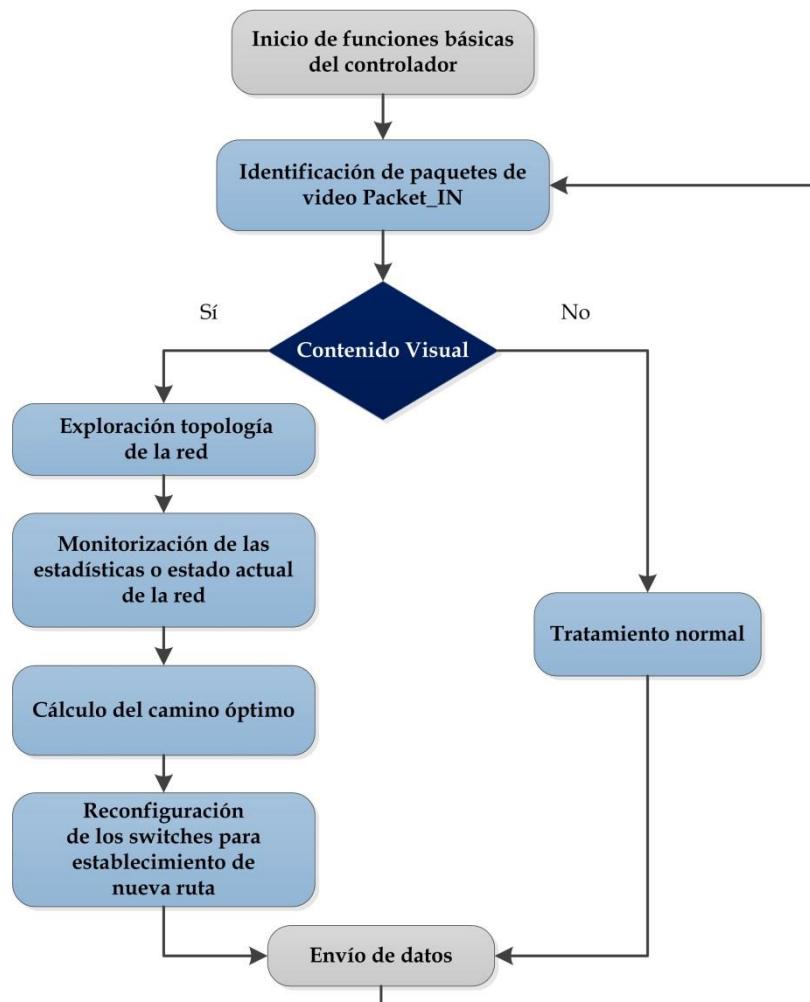 Inicio de funciones básicas
del controlador
Identificación de paquetes de
video Packet_IN
Sí
No
Contenido Visual
Exploración topología
de la red
Monitorización de las
estadísticas o estado actual
de la red
Tratamiento normal
Cálculo del camino óptimo
Reconfiguración
de los switches para
establecimiento de
nueva ruta
Envío de datos